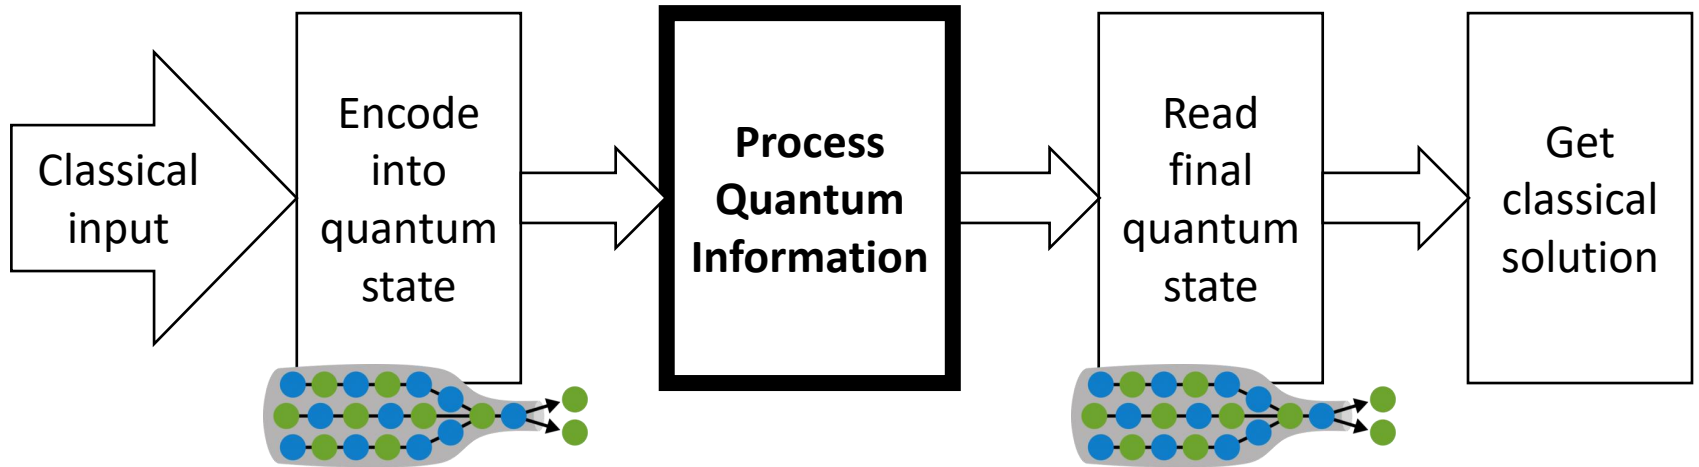 Classical
input
Encode
into
quantum
state
Process
Quantum
Information
Read
final
quantum
state
Get
classical
solution